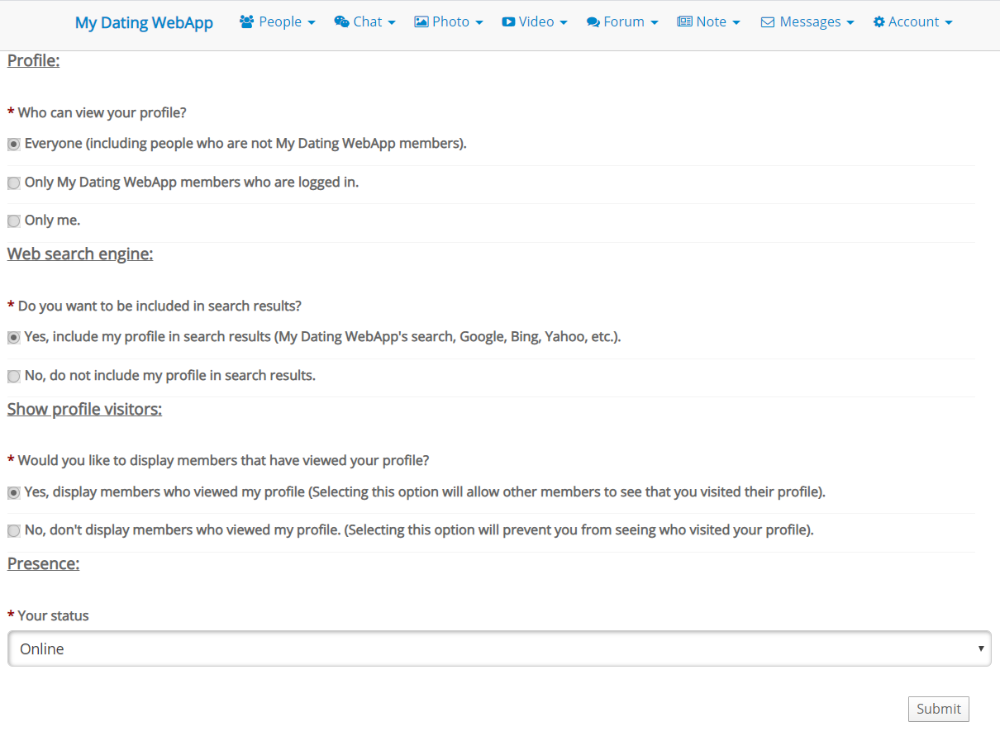 My Dating WebApp People Chat Photo Video Forum Note Messages Account
Profile:
* Who can view your profile?
Everyone (including people who are not My Dating WebApp members).
Only My Dating WebApp members who are logged in.
Only me.
Web search engine:
* Do you want to be included in search results?
Yes, include my profile in search results (My Dating WebApp's search, Google, Bing, Yahoo, etc.).
No, do not include my profile in search results.
Show profile visitors:
* Would you like to display members that have viewed your profile?
Yes, display members who viewed my profile (Selecting this option will allow other members to see that you visited their profile).
No, don't display members who viewed my profile. (Selecting this option will prevent you from seeing who visited your profile).
Presence:
* Your status
Online
Submit